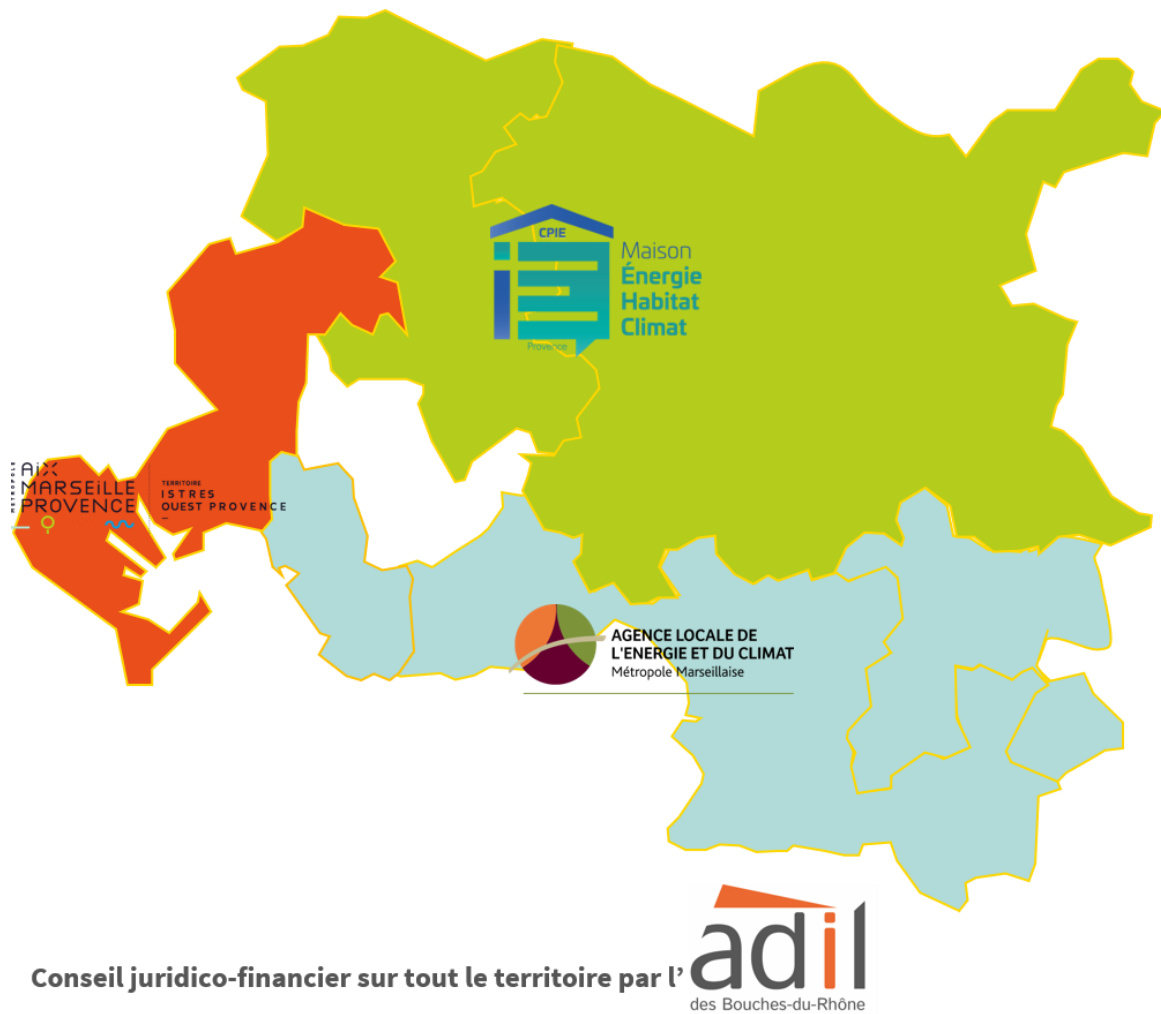 CPIE
Maison
Énergie
Habitat
Climat
Provence
MÉTROPOLE
AiX
MARSEiLLE
PROVENCE
TERRITOIRE
ISTRES
OUEST PROVENCE
AGENCE LOCALE DE
L'ENERGIE ET DU CLIMAT
Métropole Marseillaise
Conseil juridico-financier sur tout le territoire par l’
adil
des Bouches-du-Rhône